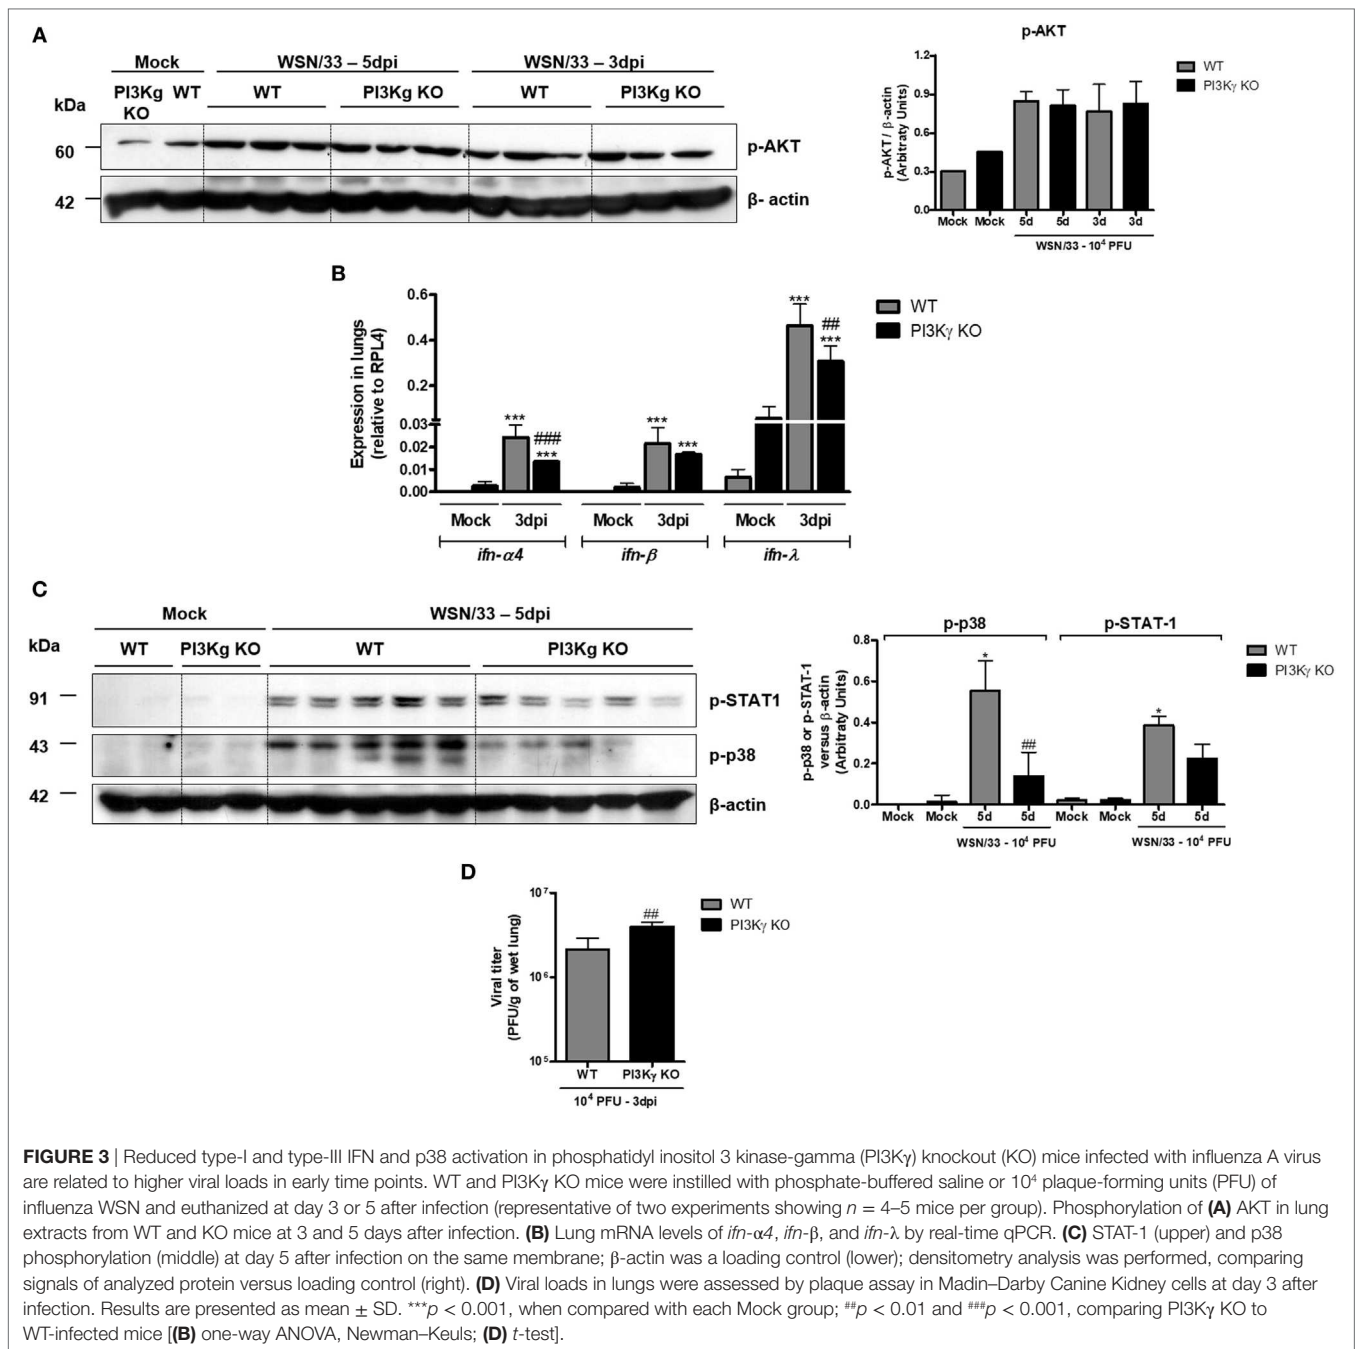 A
Mock WSN/33 – 5dpi WSN/33 – 3dpi
kDa PI3Kg KO WT WT PI3Kg KO WT PI3Kg KO
60 p-AKT
42 β- actin
p-AKT
p-AKT / β-actin
(Arbitraty Units)
1.2
0.9
0.6
0.3
0.0
Mock Mock 5d 5d 3d 3d
WSN/33 - 10⁴ PFU
WT
PI3Kγ KO
B
Expression in lungs
(relative to RPL4)
0.6
0.4
0.2
0.03
0.02
0.01
0.00
*** ### *** *** *** *** ## ***
Mock 3dpi Mock 3dpi Mock 3dpi
ifn-α4 ifn-β ifn-λ
WT
PI3Kγ KO
C
Mock WSN/33 – 5dpi
kDa WT PI3Kg KO WT PI3Kg KO
91 p-STAT1
43 p-p38
42 β-actin
p-p38 p-STAT-1
p-p38 or p-STAT-1
versus β-actin
(Arbitraty Units)
0.8
0.6
0.4
0.2
0.0
* ## *
Mock Mock 5d 5d Mock Mock 5d 5d
WSN/33 - 10⁴ PFU WSN/33 - 10⁴ PFU
WT
PI3Kγ KO
D
Viral titer
(PFU/g of wet lung)
10⁷
10⁶
10⁵
##
WT PI3Kγ KO
10⁴ PFU - 3dpi
WT
PI3Kγ KO
FIGURE 3 | Reduced type-I and type-III IFN and p38 activation in phosphatidyl inositol 3 kinase-gamma (PI3Kγ) knockout (KO) mice infected with influenza A virus
are related to higher viral loads in early time points. WT and PI3Kγ KO mice were instilled with phosphate-buffered saline or 10⁴ plaque-forming units (PFU) of
influenza WSN and euthanized at day 3 or 5 after infection (representative of two experiments showing n = 4–5 mice per group). Phosphorylation of (A) AKT in lung
extracts from WT and KO mice at 3 and 5 days after infection. (B) Lung mRNA levels of ifn-α4, ifn-β, and ifn-λ by real-time qPCR. (C) STAT-1 (upper) and p38
phosphorylation (middle) at day 5 after infection on the same membrane; β-actin was a loading control (lower); densitometry analysis was performed, comparing
signals of analyzed protein versus loading control (right). (D) Viral loads in lungs were assessed by plaque assay in Madin–Darby Canine Kidney cells at day 3 after
infection. Results are presented as mean ± SD. ***p < 0.001, when compared with each Mock group; ##p < 0.01 and ###p < 0.001, comparing PI3Kγ KO to
WT-infected mice [(B) one-way ANOVA, Newman–Keuls; (D) t-test].